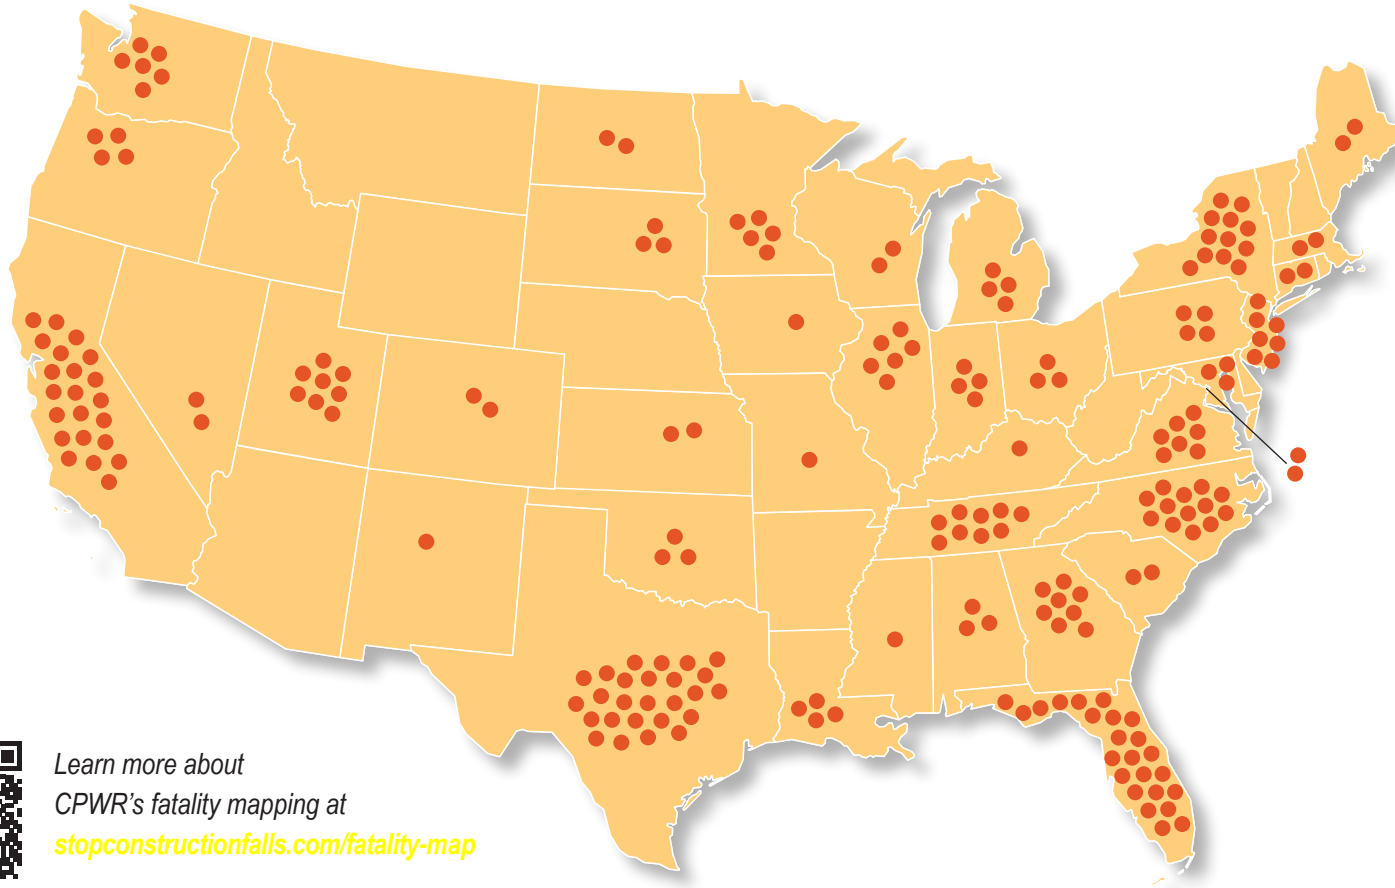 Learn more about
CPWR’s fatality mapping at
stopconstructionfalls.com/fatality-map